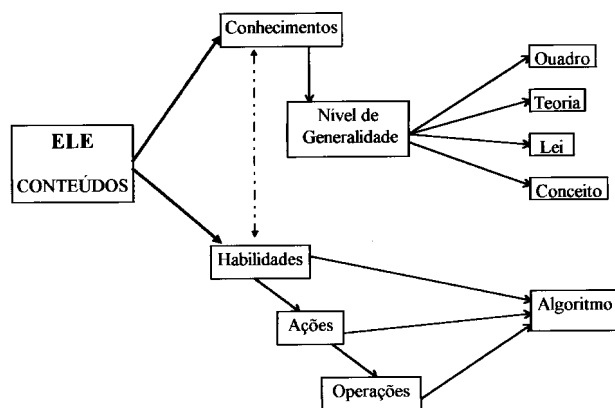 Conhecimentos
Quadro
Teoria
Nível de
Generalidade
ELE
Lei
CONTEÚDOS
Conceito
Habilidades
Algoritmo
Ações
Operações